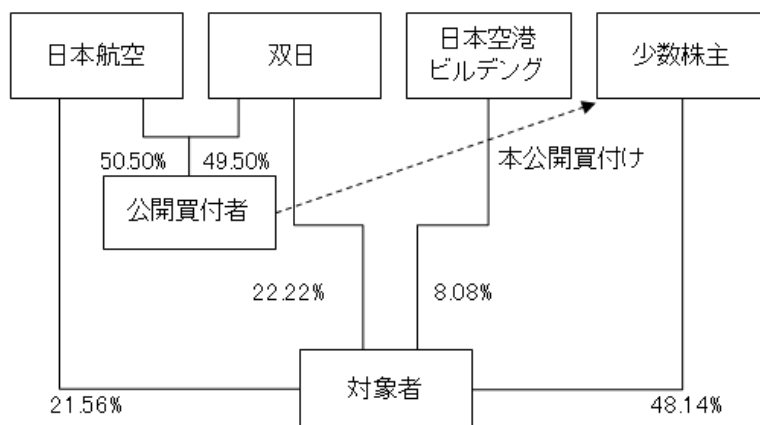 日本航空
双日
日本空港
ビルデング
少数株主
50.50%
49.50%
本公開買付け
公開買付者
22.22%
8.08%
対象者
21.56%
48.14%